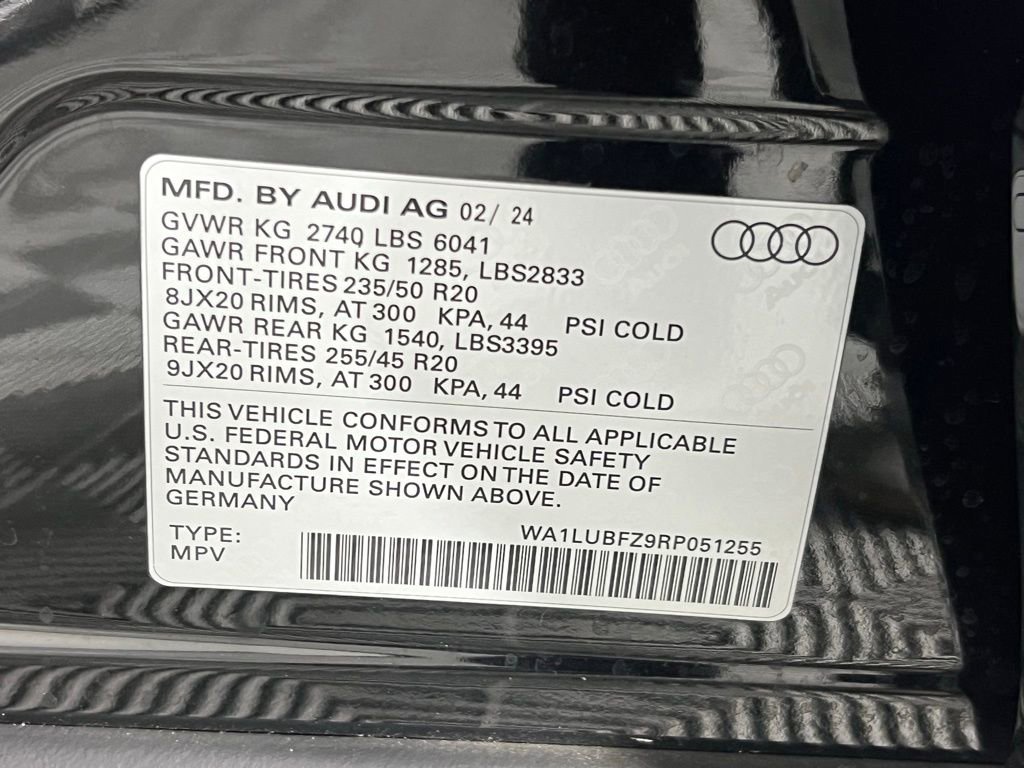 MFD. BY AUDI AG 02/ 24
GVWR KG 2740 LBS 6041
GAWR FRONT KG 1285, LBS2833
FRONT-TIRES 235/50 R20
8JX20 RIMS, AT 300 KPA, 44 PSI COLD
GAWR REAR KG 1540, LBS3395
REAR-TIRES 255/45 R20
9JX20 RIMS, AT 300 KPA, 44 PSI COLD
THIS VEHICLE CONFORMS TO ALL APPLICABLE
U.S. FEDERAL MOTOR VEHICLE SAFETY
STANDARDS IN EFFECT ON THE DATE OF
MANUFACTURE SHOWN ABOVE.
GERMANY
TYPE:
MPV
WA1LUBFZ9RP051255